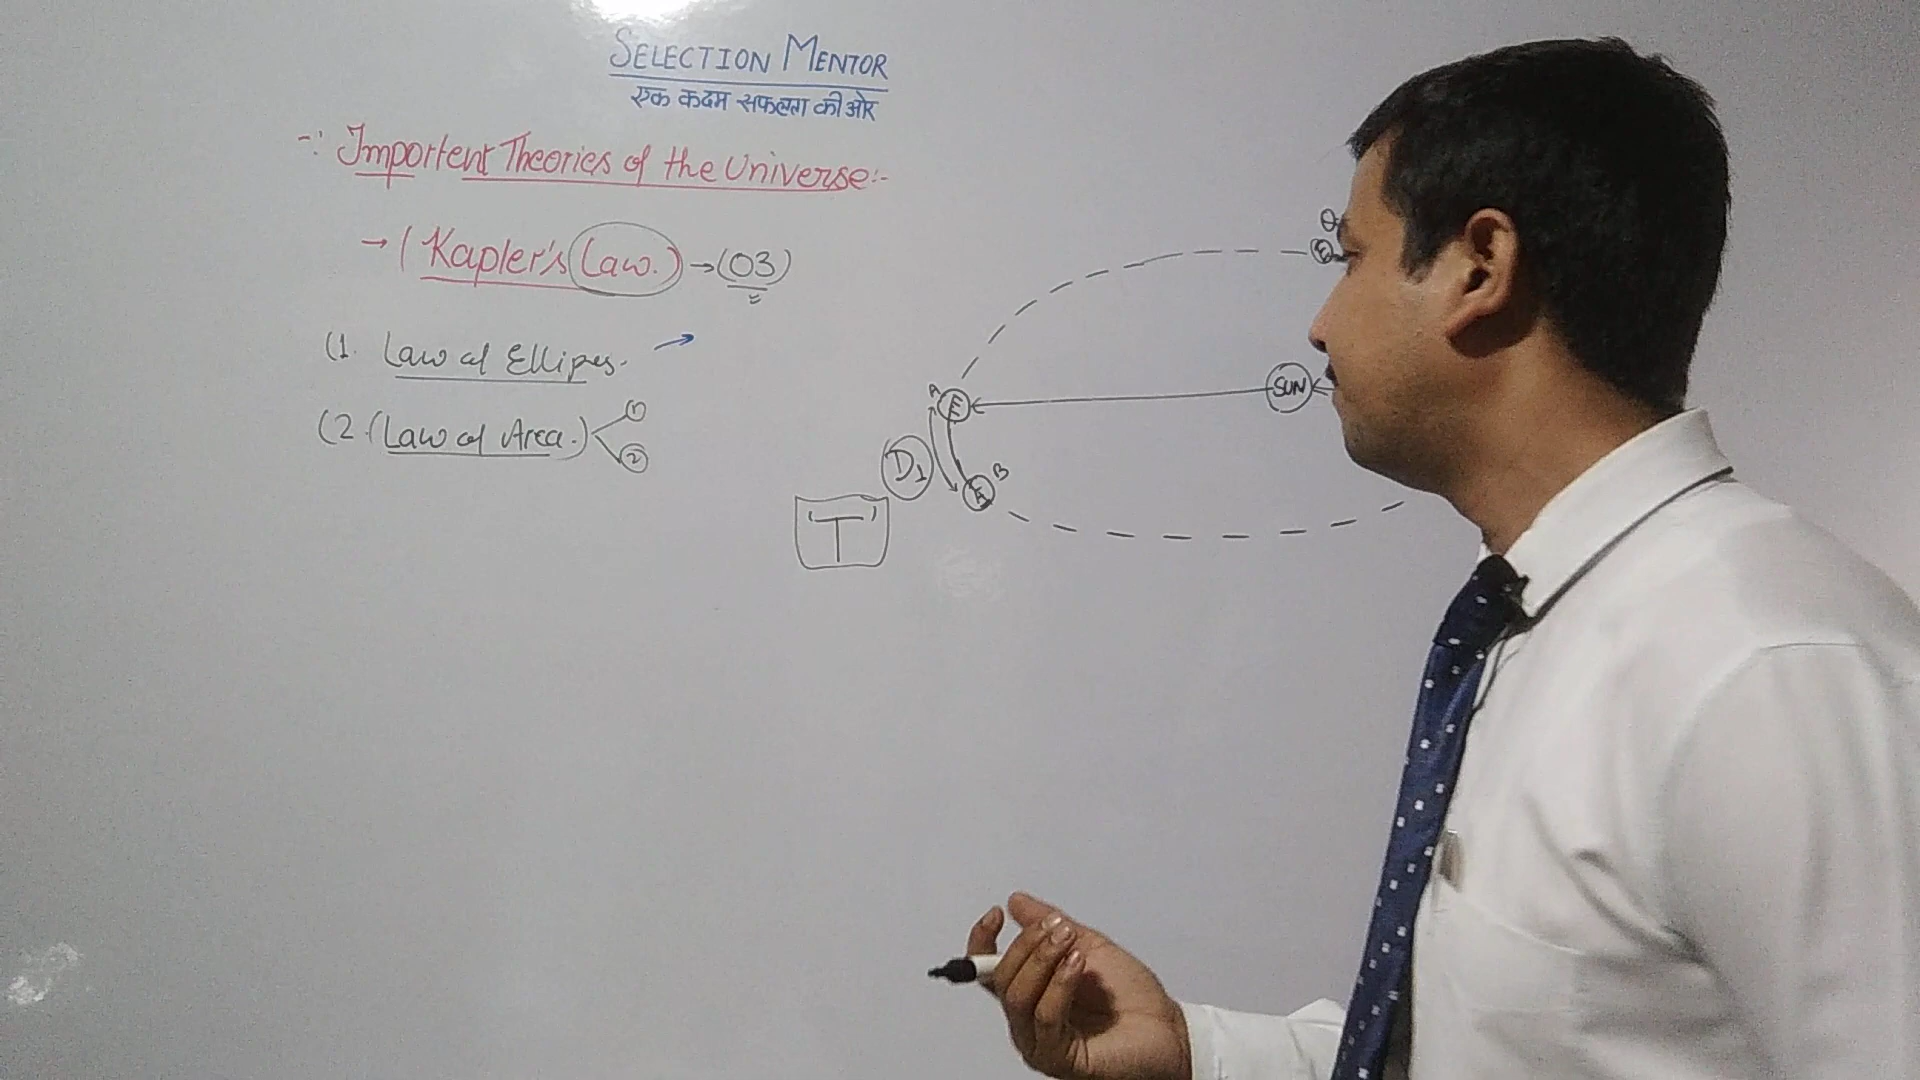 SELECTION MENTOR
एक कदम सफलता की ओर
-: Importent Theories of the Universe:-
→ ( Kapler's (Law.) → (03)
(1. Law of Ellipes. →
(2. (Law of Area.)
1
2
E
SUN
A
E
D1
B
'T'